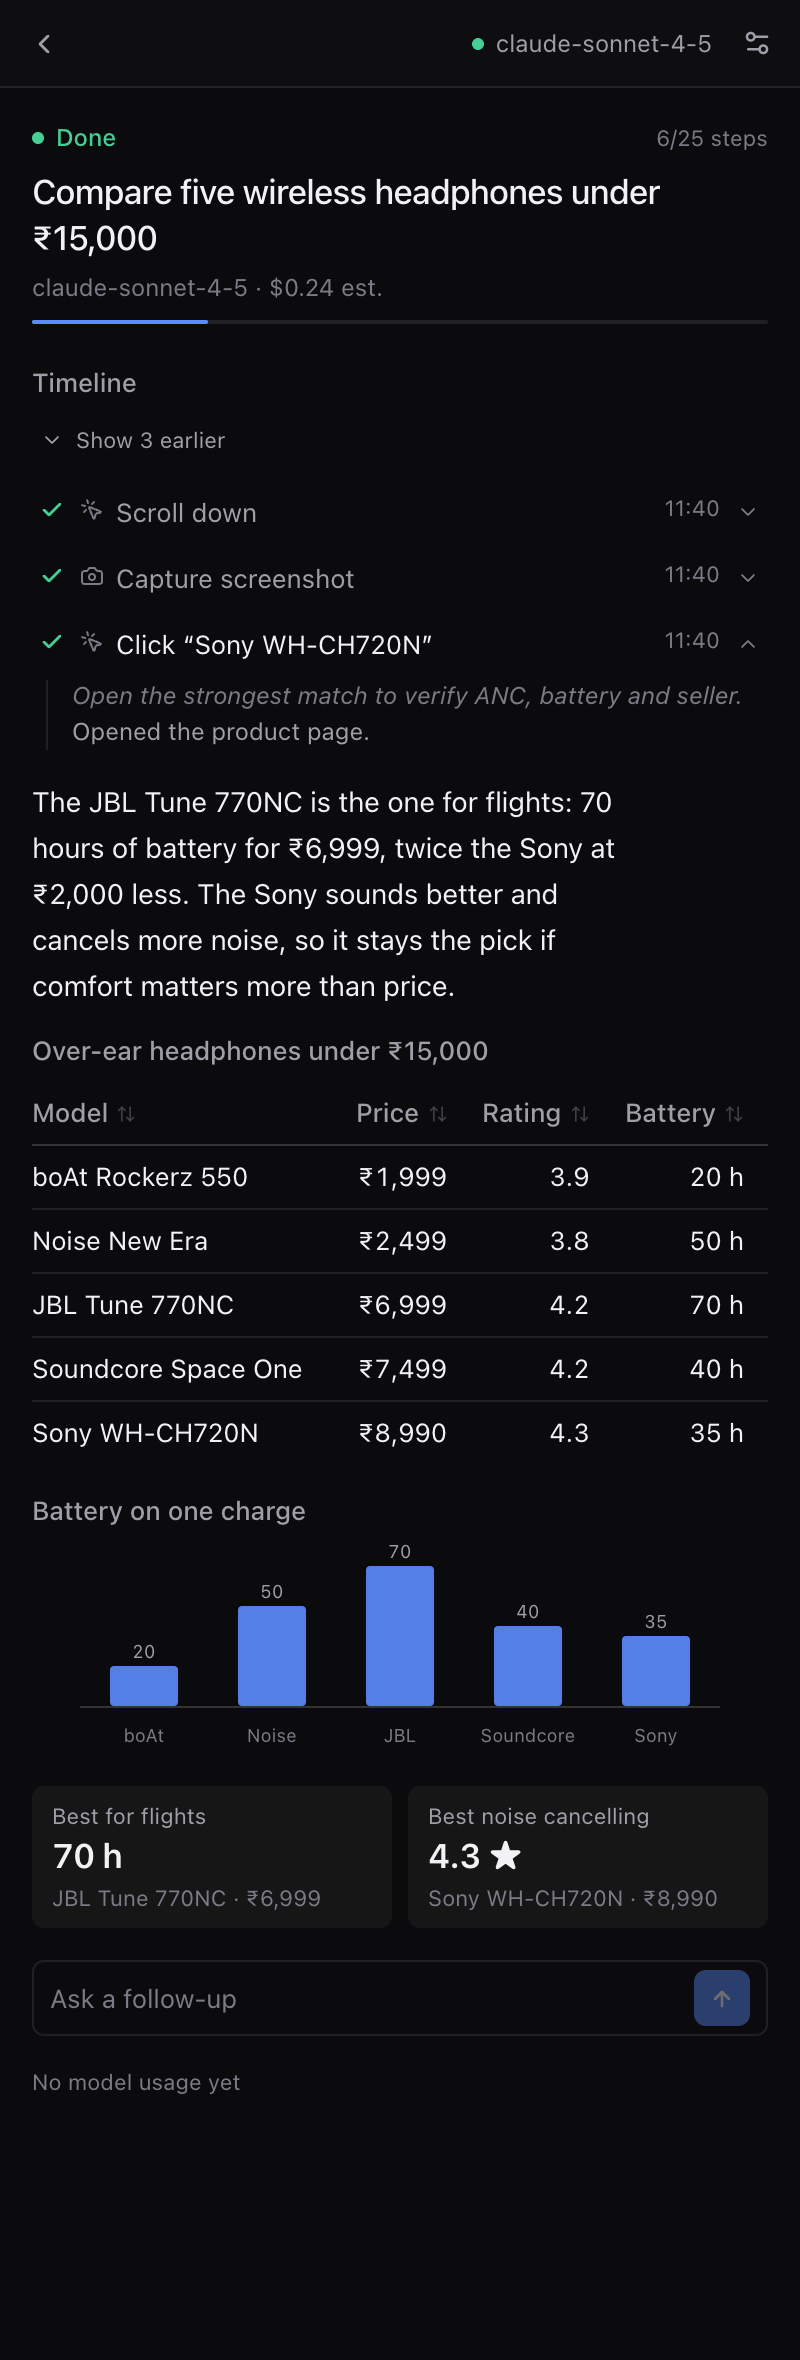 claude-sonnet-4-5
Done
6/25 steps
Compare five wireless headphones under
₹15,000
claude-sonnet-4-5 · $0.24 est.
Timeline
Show 3 earlier
Scroll down 11:40
Capture screenshot 11:40
Click “Sony WH-CH720N” 11:40
Open the strongest match to verify ANC, battery and seller.
Opened the product page.
The JBL Tune 770NC is the one for flights: 70
hours of battery for ₹6,999, twice the Sony at
₹2,000 less. The Sony sounds better and
cancels more noise, so it stays the pick if
comfort matters more than price.
Over-ear headphones under ₹15,000
Model Price Rating Battery
boAt Rockerz 550 ₹1,999 3.9 20 h
Noise New Era ₹2,499 3.8 50 h
JBL Tune 770NC ₹6,999 4.2 70 h
Soundcore Space One ₹7,499 4.2 40 h
Sony WH-CH720N ₹8,990 4.3 35 h
Battery on one charge
20 50 70 40 35
boAt Noise JBL Soundcore Sony
Best for flights
70 h
JBL Tune 770NC · ₹6,999
Best noise cancelling
4.3 ★
Sony WH-CH720N · ₹8,990
Ask a follow-up
No model usage yet